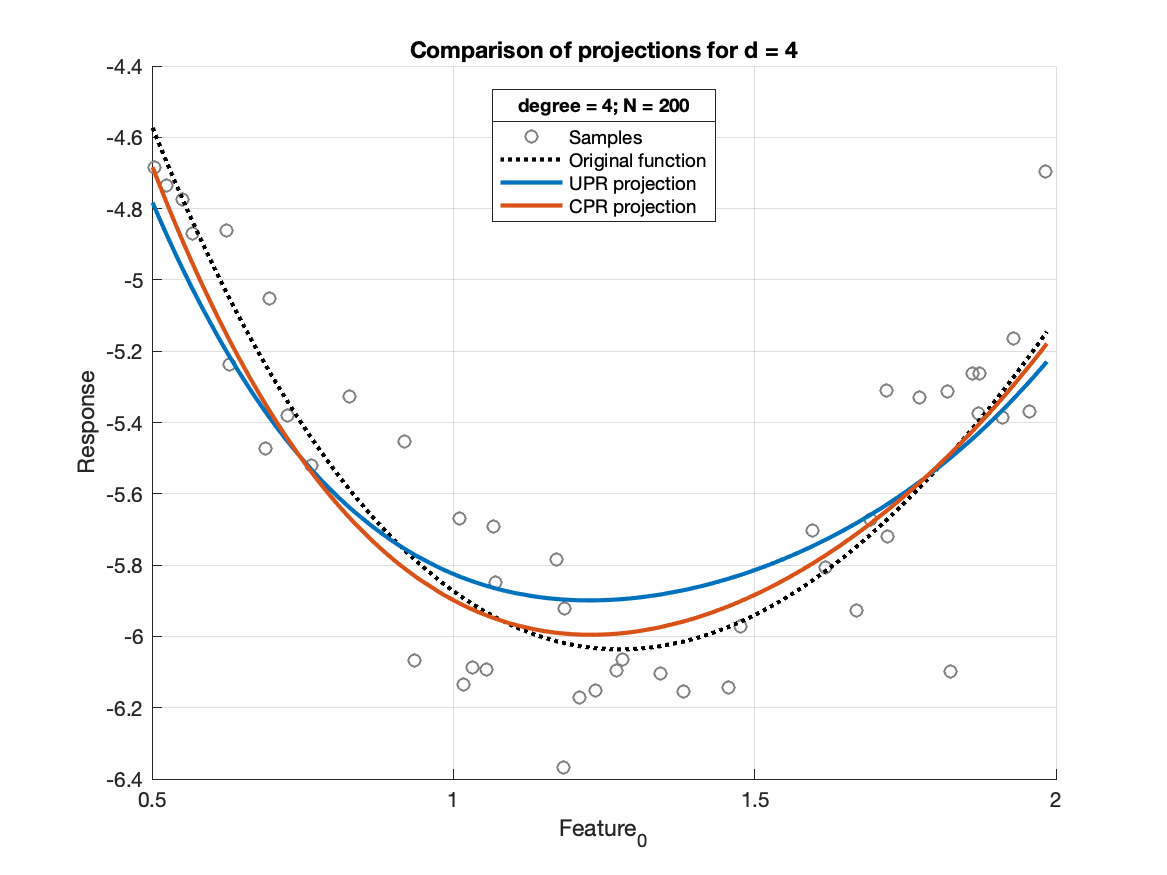 Comparison of projections for d = 4
degree = 4; N = 200
Samples
Original function
UPR projection
CPR projection
-4.4
-4.6
-4.8
-5
-5.2
-5.4
-5.6
-5.8
-6
-6.2
-6.4
Response
0.5
1
1.5
2
Feature_0